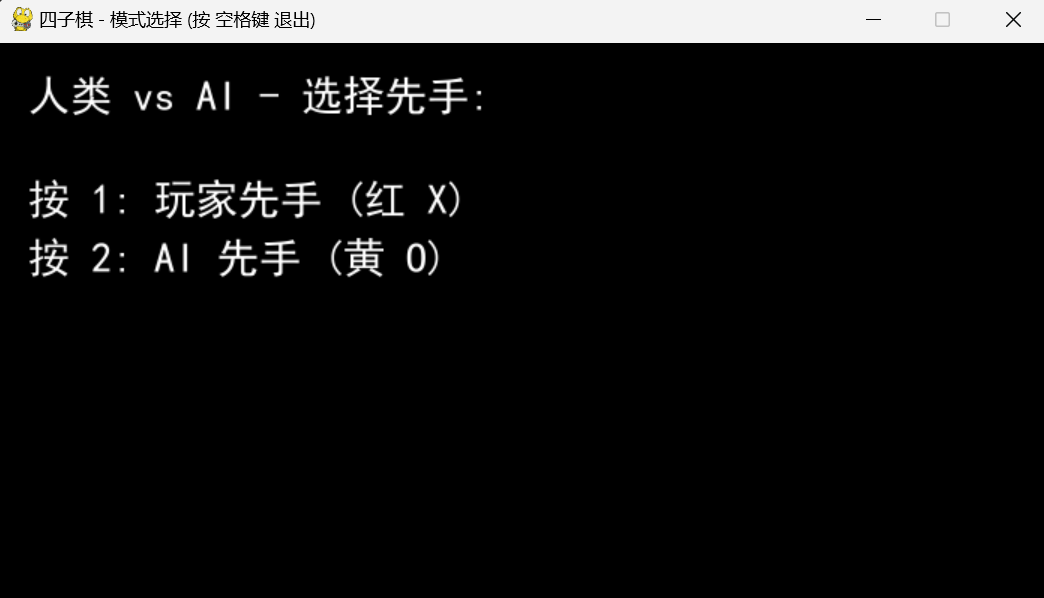 四子棋 - 模式选择 (按 空格键 退出)
人类 vs AI - 选择先手:
按 1: 玩家先手 (红 X)
按 2: AI 先手 (黄 O)